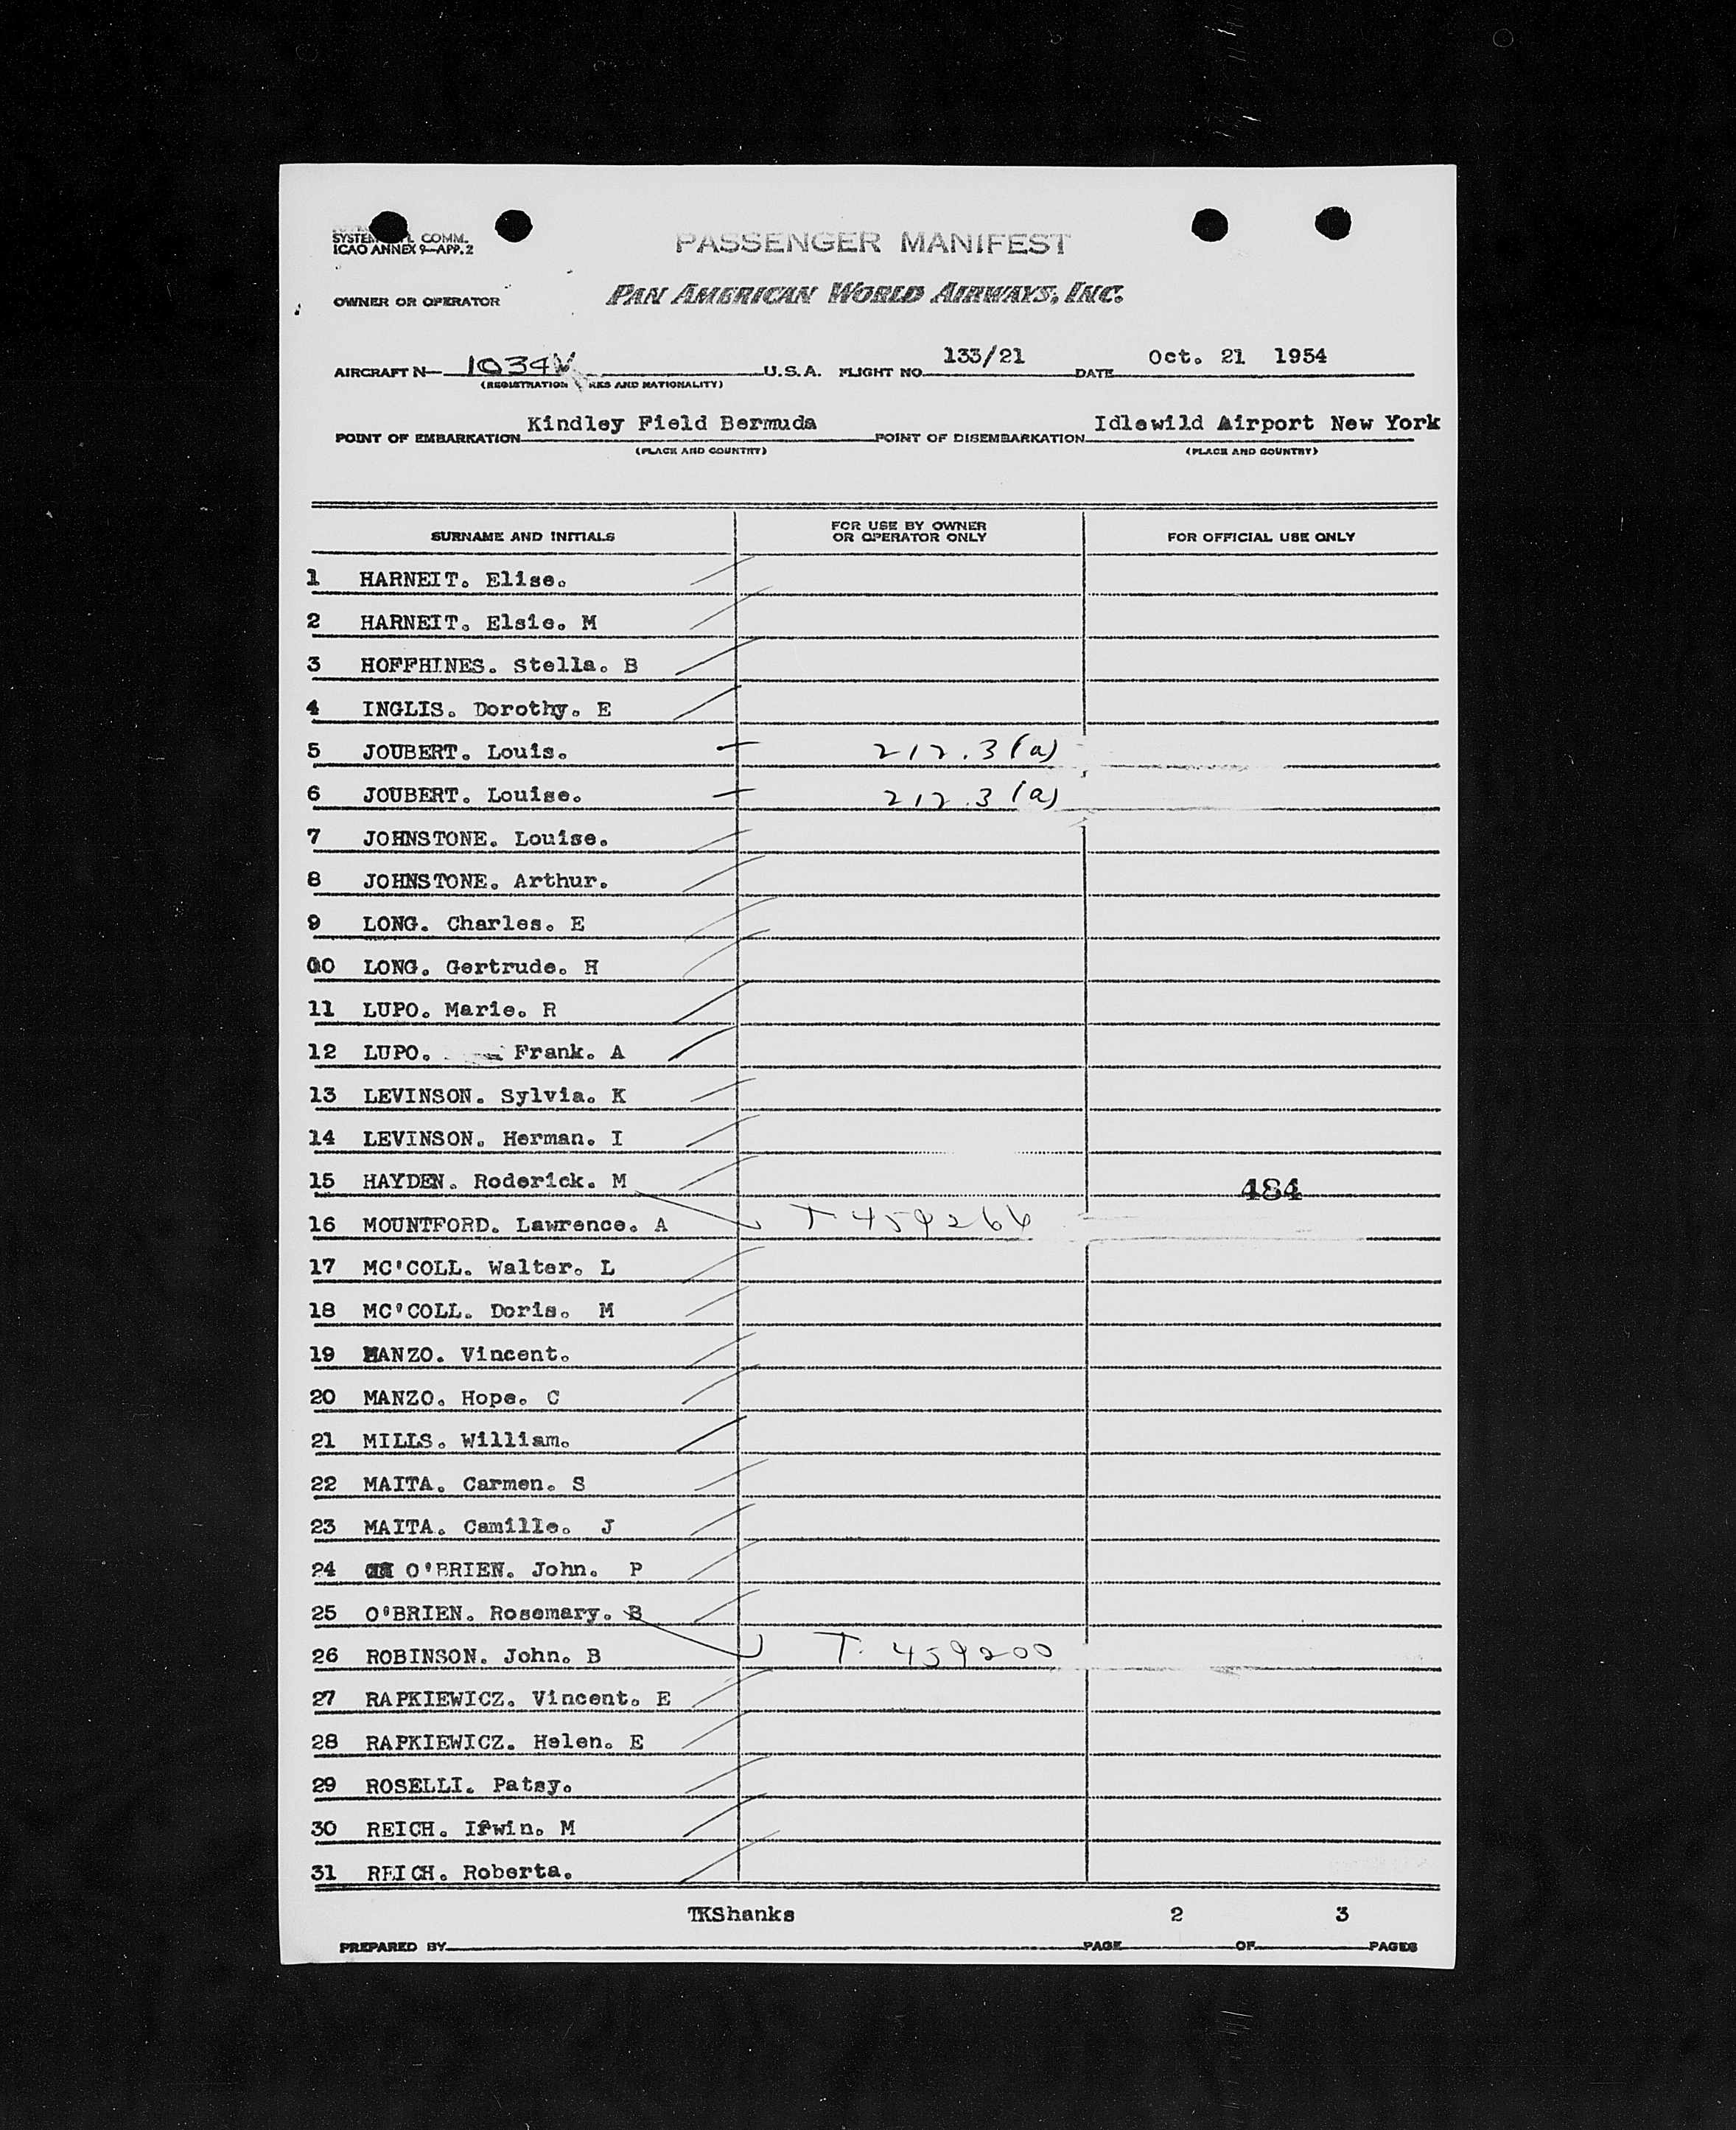 SYSTEM COMM.
ICAO ANNEX 9—APP. 2
PASSENGER MANIFEST
OWNER OR OPERATOR PAN AMERICAN WORLD AIRWAYS, INC.
AIRCRAFT N— 1034V U.S.A. FLIGHT NO. 133/21 DATE Oct. 21 1954
(REGISTRATION AND NATIONALITY)
POINT OF EMBARKATION Kindley Field Bermuda POINT OF DISEMBARKATION Idlewild Airport New York
(PLACE AND COUNTRY) (PLACE AND COUNTRY)
SURNAME AND INITIALS FOR USE BY OWNER OR OPERATOR ONLY FOR OFFICIAL USE ONLY
1 HARNEIT. Elise.
2 HARNEIT. Elsie. M
3 HOFFHINES. Stella. B
4 INGLIS. Dorothy. E
5 JOUBERT. Louis. 212.3(a)
6 JOUBERT. Louise. 212.3(a)
7 JOHNSTONE. Louise.
8 JOHNSTONE. Arthur.
9 LONG. Charles. E
10 LONG. Gertrude. H
11 LUPO. Marie. R
12 LUPO. Frank. A
13 LEVINSON. Sylvia. K
14 LEVINSON. Herman. I
15 HAYDEN. Roderick. M 484
16 MOUNTFORD. Lawrence. A T-459266
17 MC'COLL. Walter. L
18 MC'COLL. Doris. M
19 MANZO. Vincent.
20 MANZO. Hope. C
21 MILLS. William.
22 MAITA. Carmen. S
23 MAITA. Camille. J
24 O'BRIEN. John. P
25 O'BRIEN. Rosemary. B
26 ROBINSON. John. B T. 459200
27 RAPKIEWICZ. Vincent. E
28 RAPKIEWICZ. Helen. E
29 ROSELLI. Patsy.
30 REICH. Irwin. M
31 REICH. Roberta.
PREPARED BY TKShanks PAGE 2 OF 3 PAGES